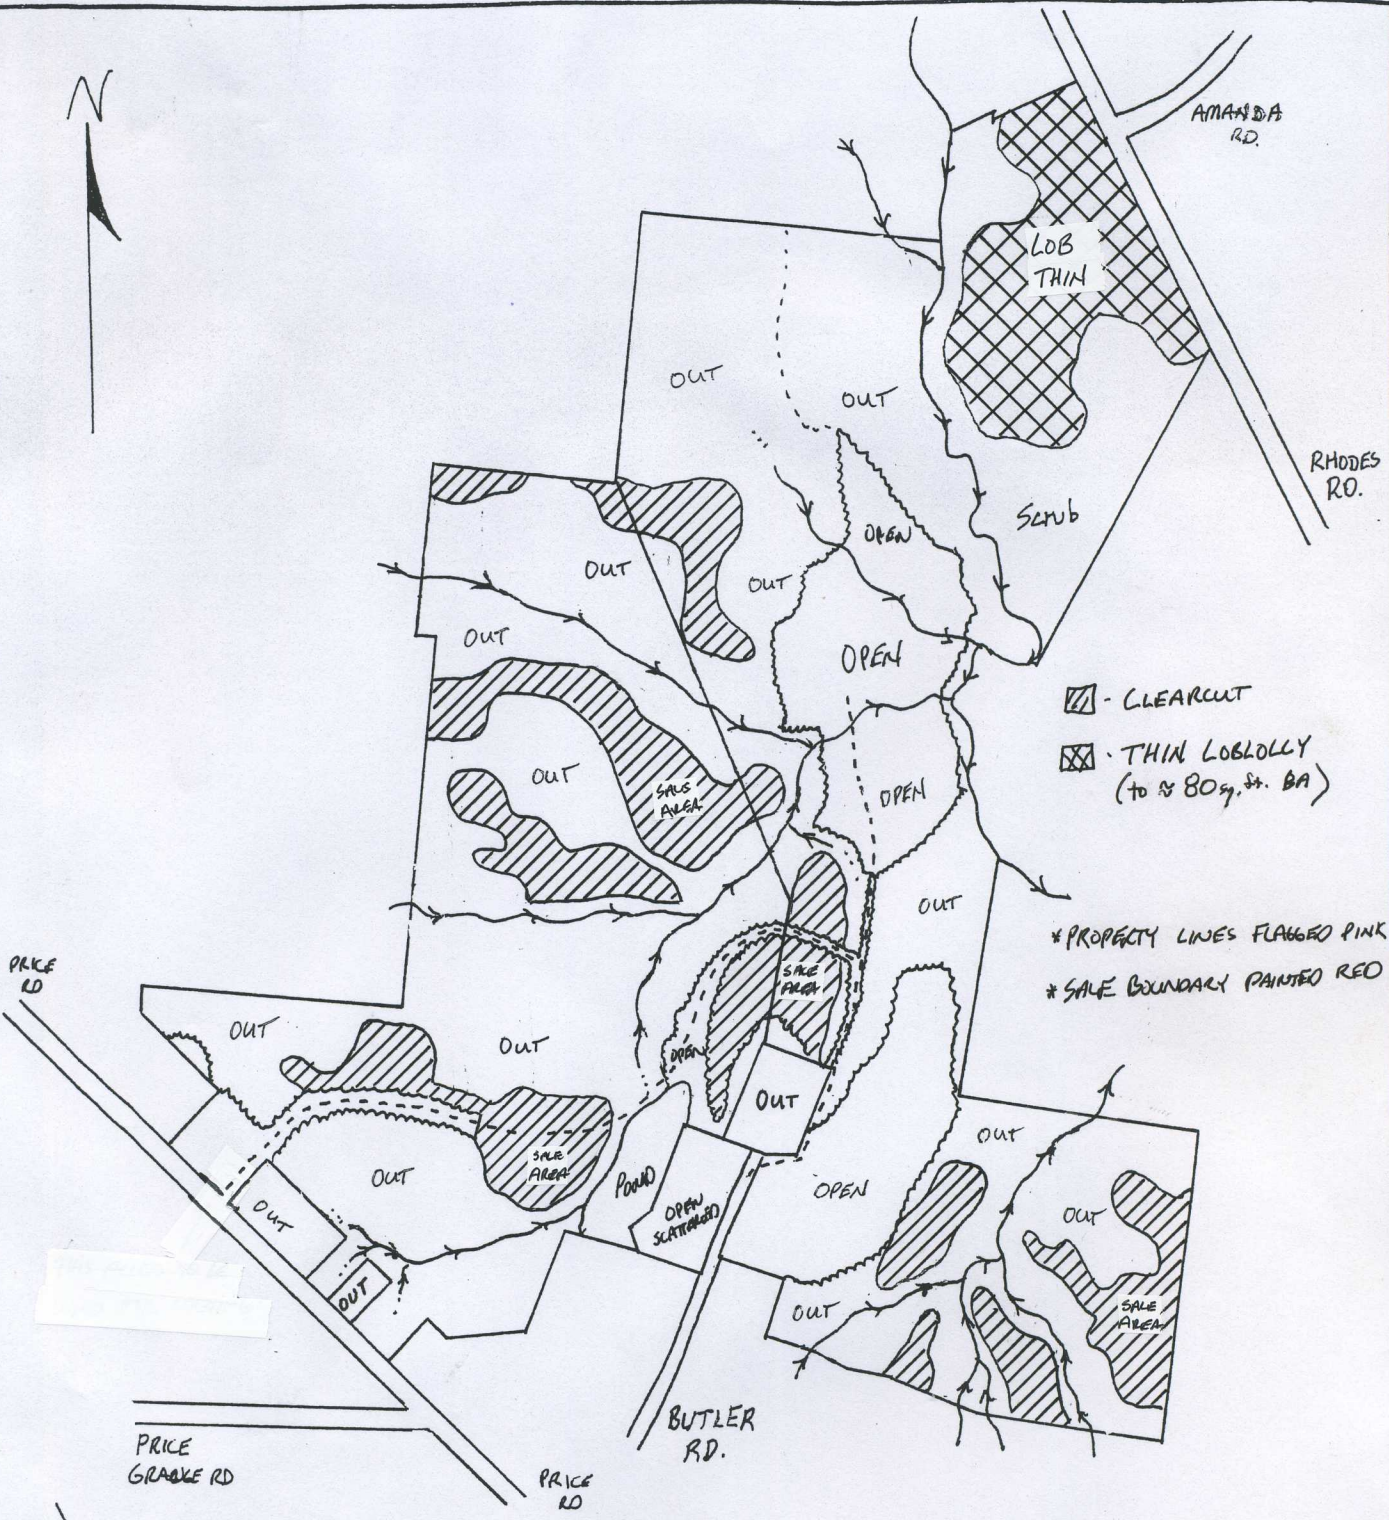 N
AMANDA
RD.
LOB
THIN
OUT
OUT
RHODES
RD.
OPEN
Scrub
OUT
OUT
OUT
OPEN
- CLEARCUT
- THIN LOBLOLLY
(to ≈ 80 sq. ft. BA)
OUT
SALE
AREA
OPEN
OUT
* PROPERTY LINES FLAGGED PINK
* SALE BOUNDARY PAINTED RED
PRICE
RD
SALE
AREA
OUT
OUT
OPEN
OUT
OUT
SALE
AREA
OUT
POND
OPEN
OPEN
SCATTERED
OUT
OUT
OUT
OUT
SALE
AREA
BUTLER
RD.
PRICE
GRANGE RD
PRICE
RD